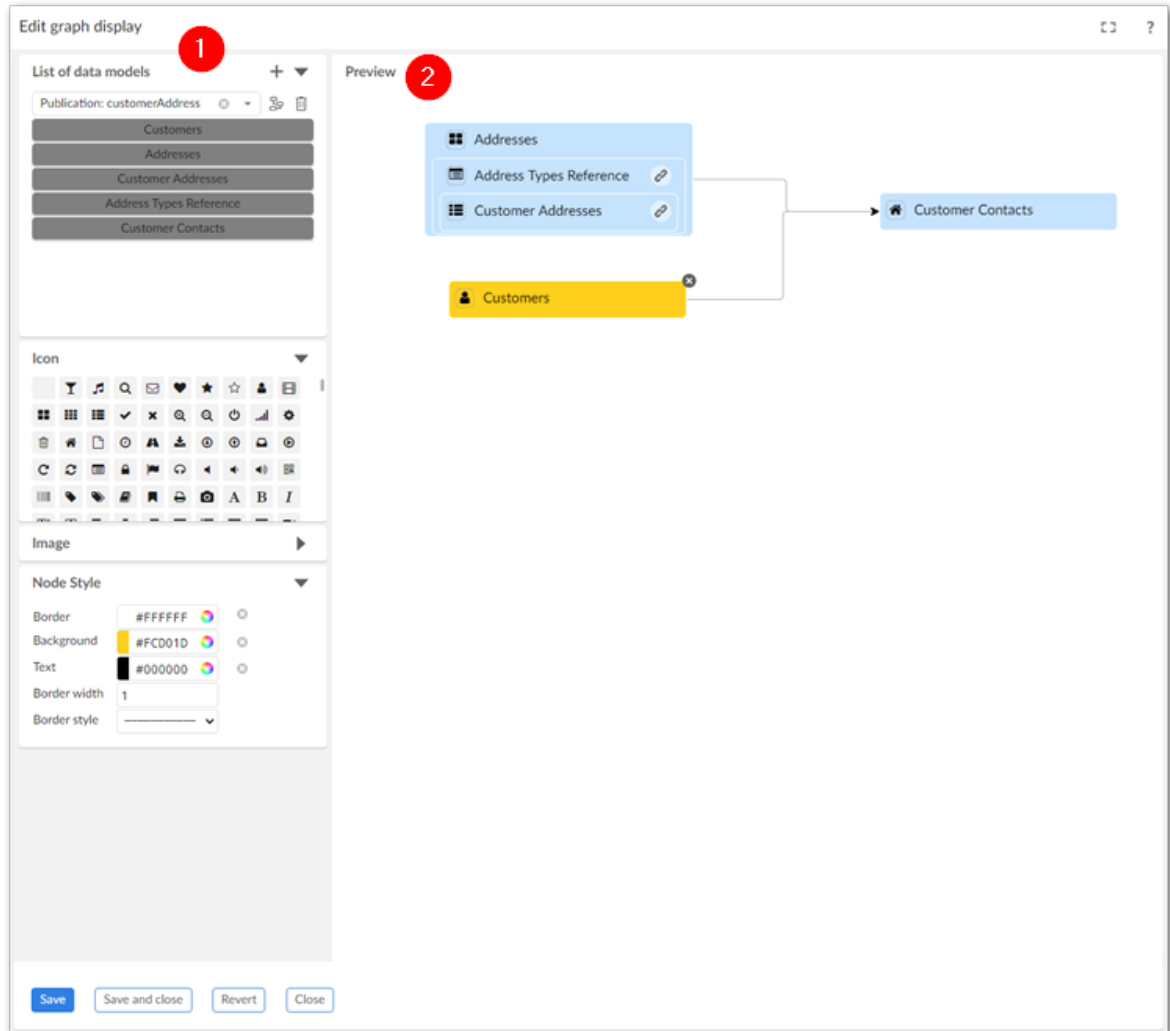 Edit graph display
?
1
List of data models
Publication: customerAddress
Customers
Addresses
Customer Addresses
Address Types Reference
Customer Contacts
Icon
A B I
Image
Node Style
Border #FFFFFF
Background #FCD01D
Text #000000
Border width 1
Border style
Preview
2
Addresses
Address Types Reference
Customer Addresses
Customer Contacts
Customers
Save Save and close Revert Close